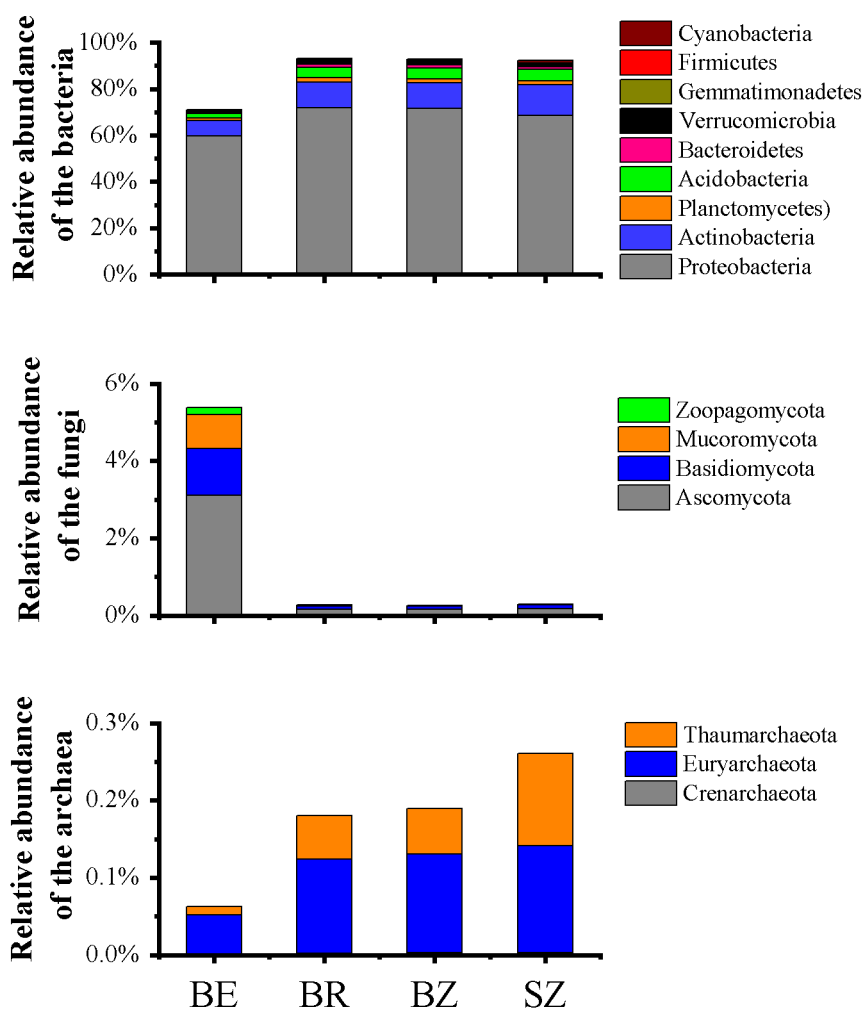 Relative abundance
of the bacteria
100%
80%
60%
40%
20%
0%
Cyanobacteria
Firmicutes
Gemmatimonadetes
Verrucomicrobia
Bacteroidetes
Acidobacteria
Planctomycetes)
Actinobacteria
Proteobacteria
Relative abundance
of the fungi
6%
4%
2%
0%
Zoopagomycota
Mucoromycota
Basidiomycota
Ascomycota
Relative abundance
of the archaea
0.3%
0.2%
0.1%
0.0%
Thaumarchaeota
Euryarchaeota
Crenarchaeota
BE BR BZ SZ